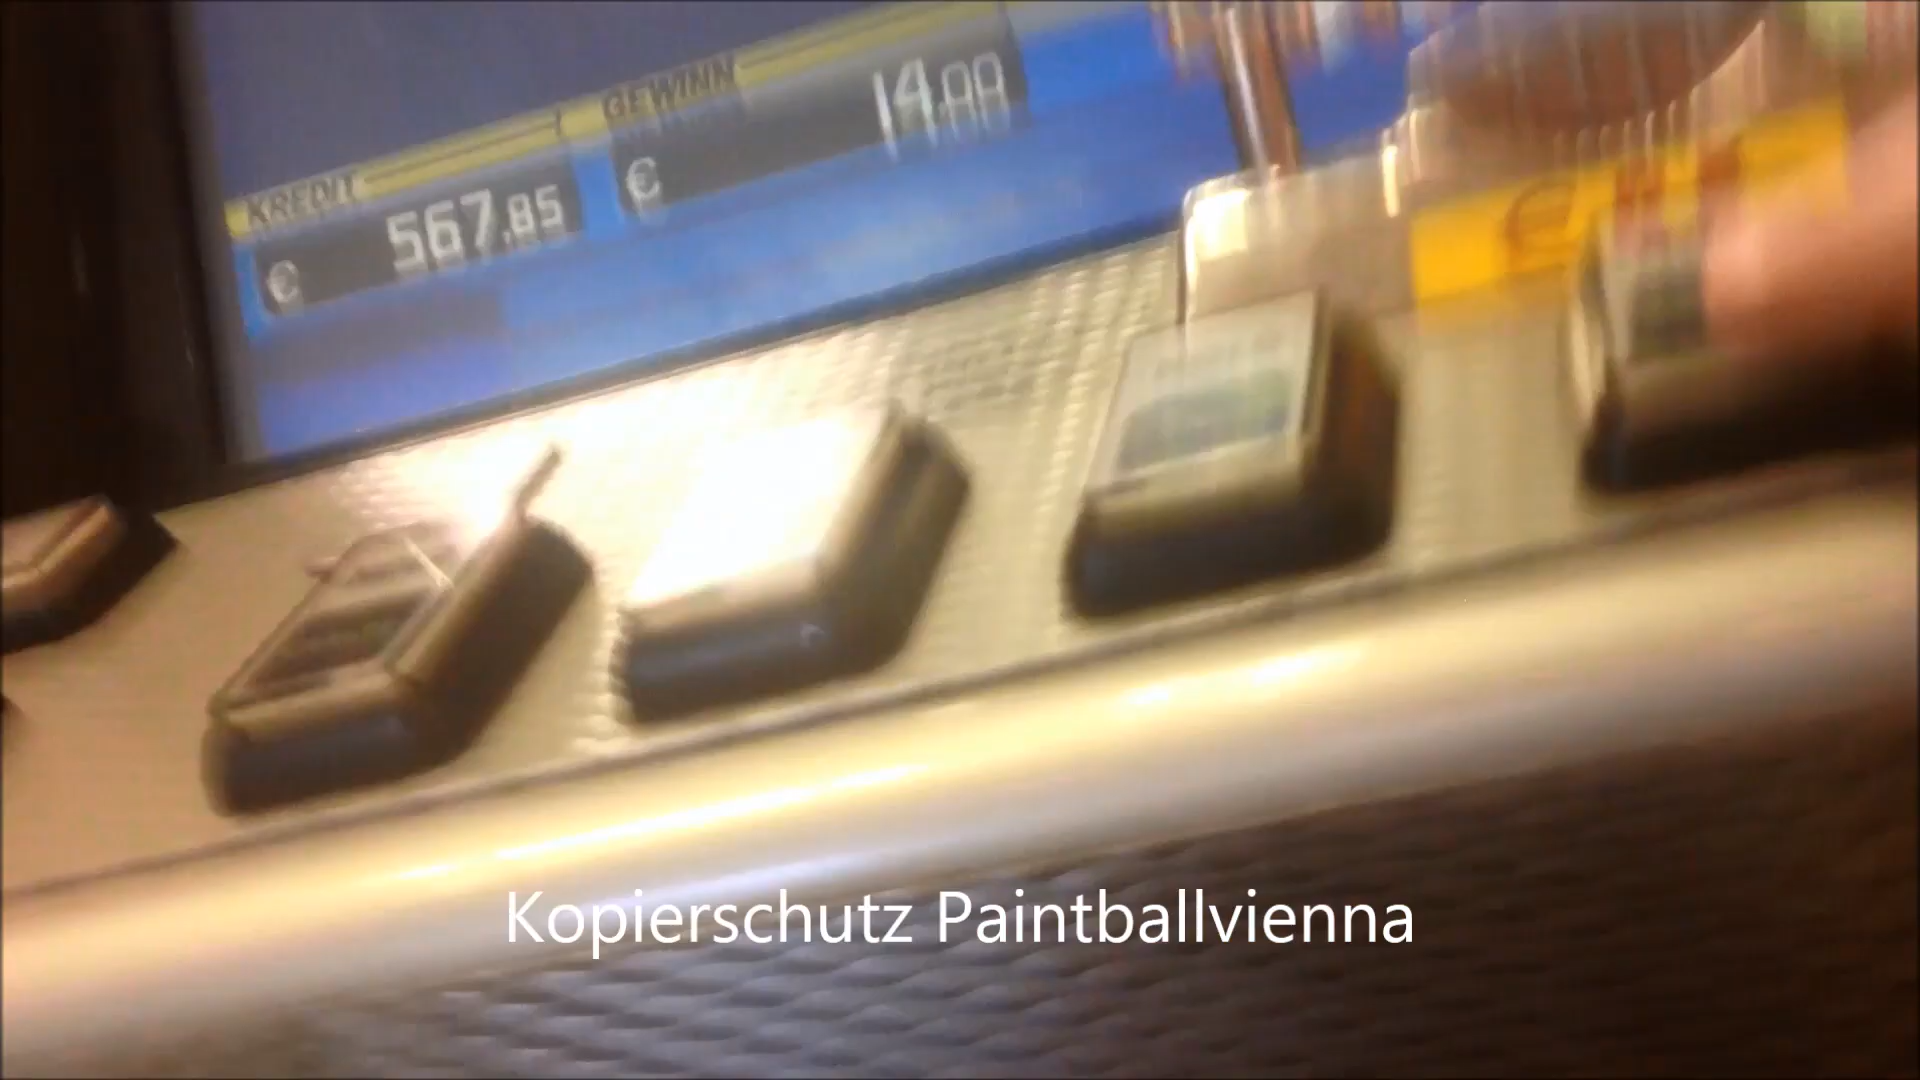 KREDIT
€ 567,85
GEWINN
€ 14,00
Kopierschutz Paintballvienna